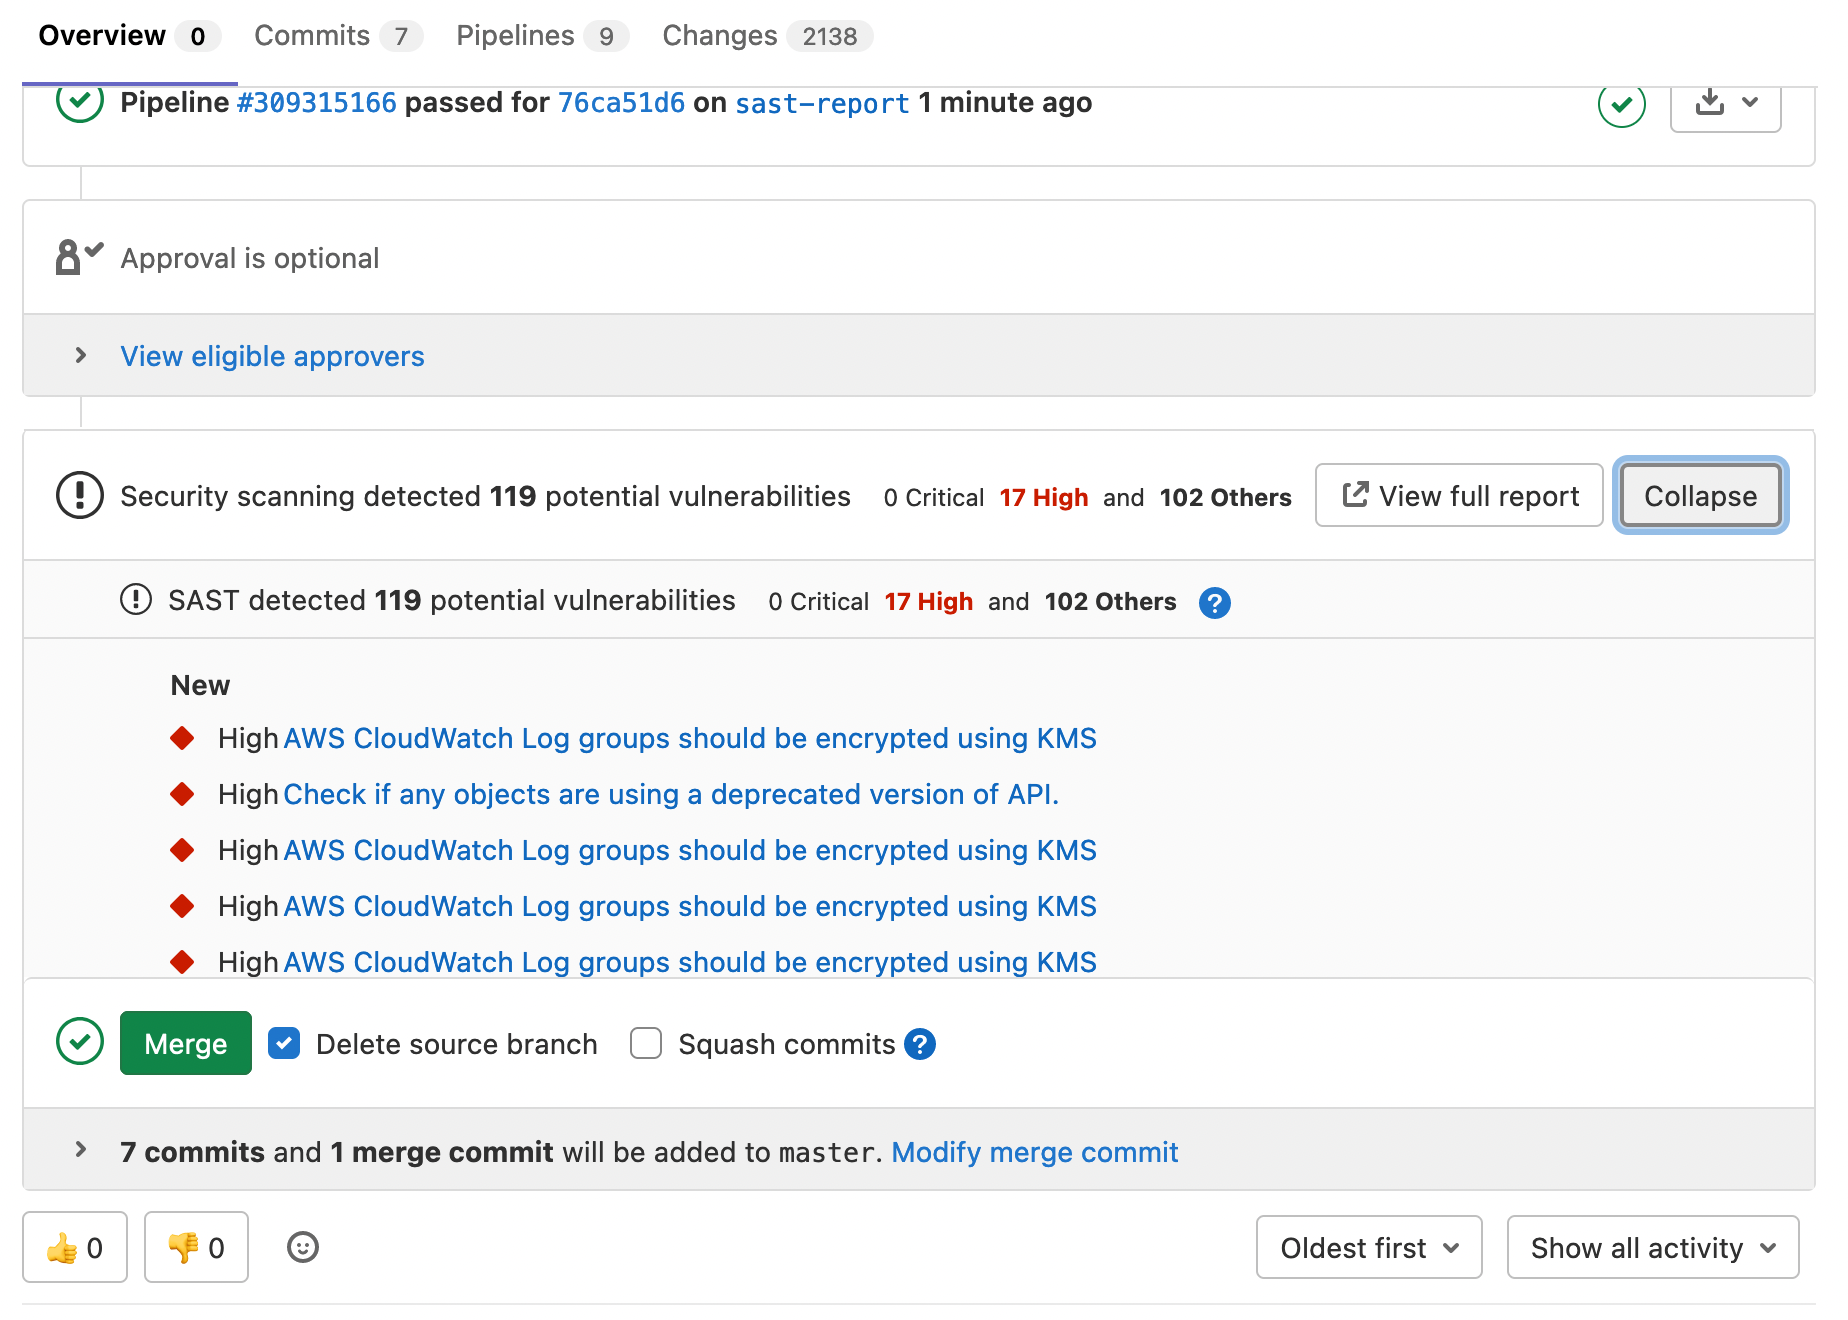 Overview 0 Commits 7 Pipelines 9 Changes 2138
Pipeline #309315166 passed for 76ca51d6 on sast-report 1 minute ago
Approval is optional
View eligible approvers
Security scanning detected 119 potential vulnerabilities 0 Critical 17 High and 102 Others View full report Collapse
SAST detected 119 potential vulnerabilities 0 Critical 17 High and 102 Others ?
New
High AWS CloudWatch Log groups should be encrypted using KMS
High Check if any objects are using a deprecated version of API.
High AWS CloudWatch Log groups should be encrypted using KMS
High AWS CloudWatch Log groups should be encrypted using KMS
High AWS CloudWatch Log groups should be encrypted using KMS
Merge Delete source branch Squash commits ?
7 commits and 1 merge commit will be added to master. Modify merge commit
👍 0 👎 0 Oldest first Show all activity